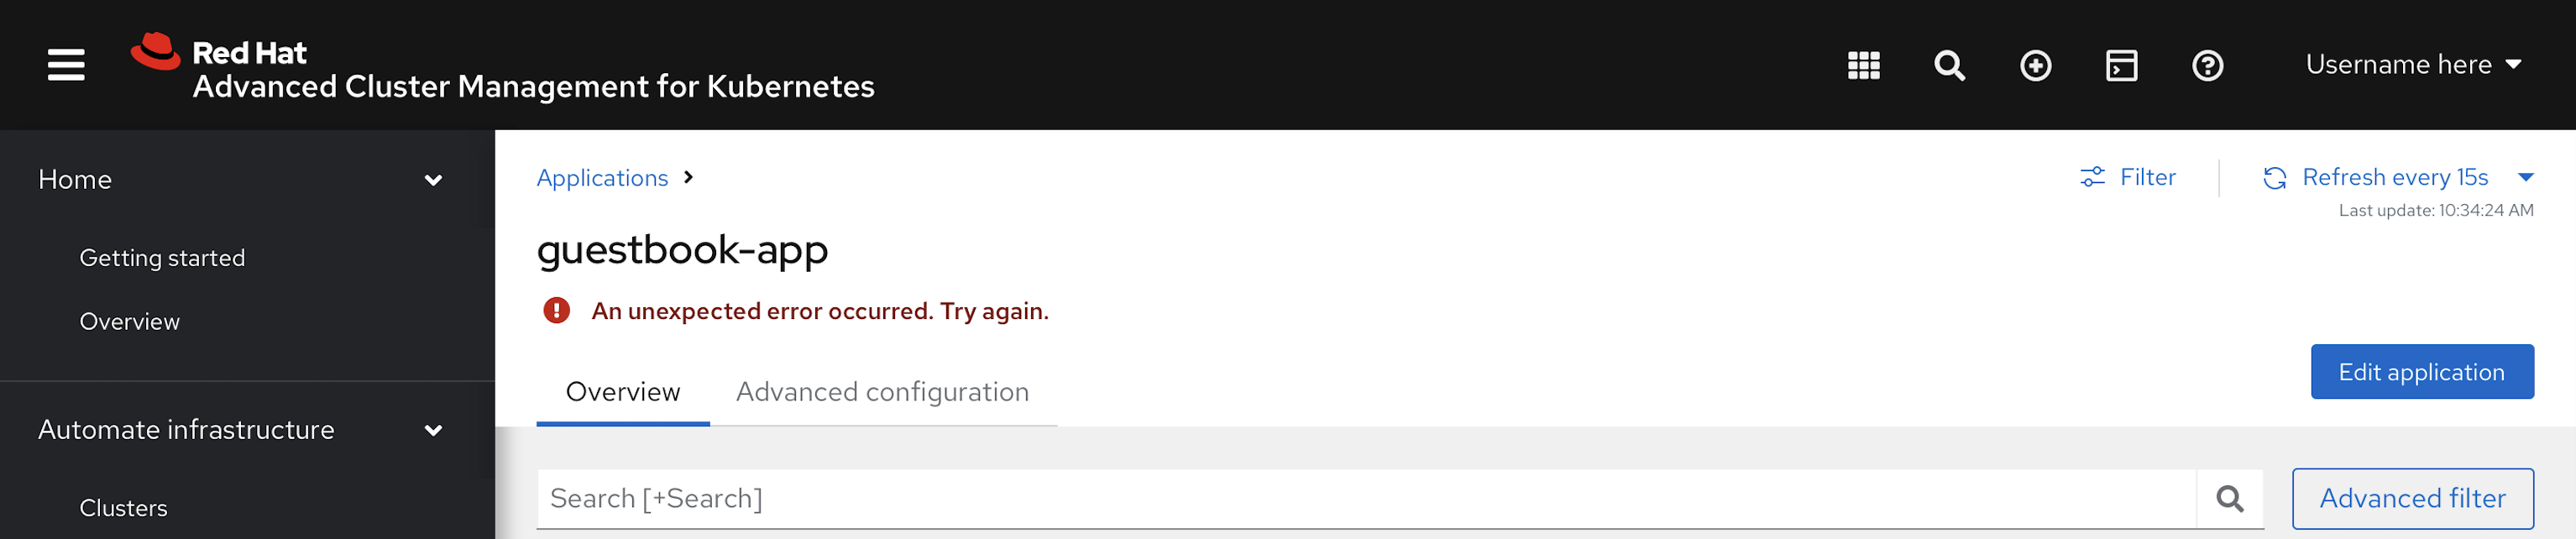 Red Hat
Advanced Cluster Management for Kubernetes
Username here
Home
Getting started
Overview
Automate infrastructure
Clusters
Applications
Filter
Refresh every 15s
Last update: 10:34:24 AM
guestbook-app
An unexpected error occurred. Try again.
Overview
Advanced configuration
Edit application
Search [+Search]
Advanced filter